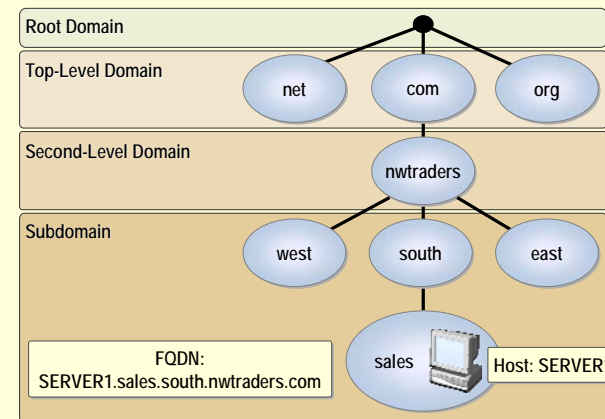 Root Domain
Top-Level Domain
net
com
org
Second-Level Domain
nwtraders
Subdomain
west
south
east
sales
Host: SERVER
FQDN:
SERVER1.sales.south.nwtraders.com